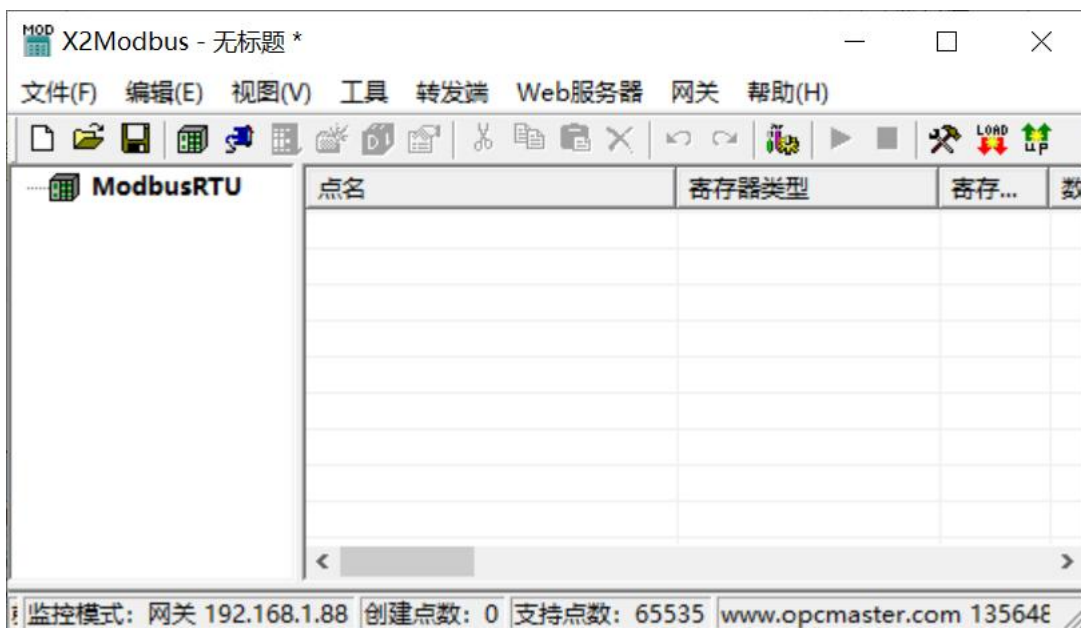 MOD X2Modbus - 无标题 *
文件(F) 编辑(E) 视图(V) 工具 转发端 Web服务器 网关 帮助(H)
D1 LOAD UP
ModbusRTU 点名 寄存器类型 寄存... 数
监控模式：网关 192.168.1.88 创建点数：0 支持点数：65535 www.opcmaster.com 135648